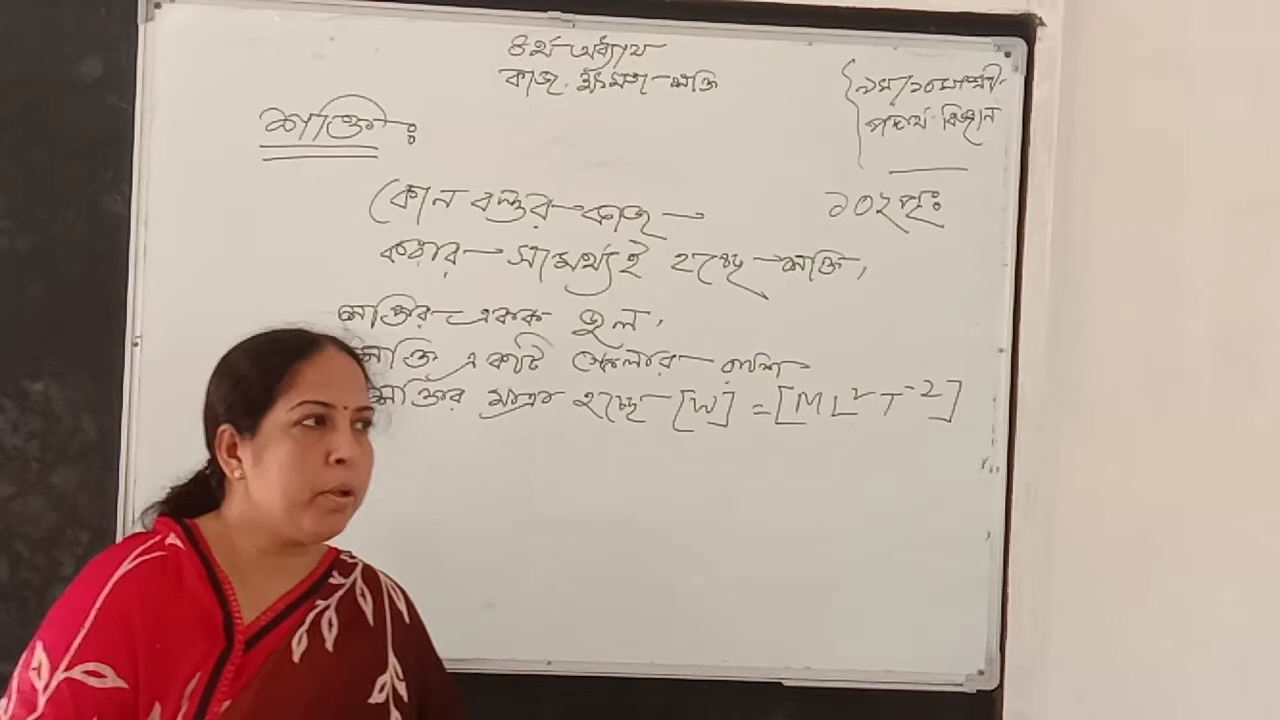 ৪র্থ অধ্যায়
কাজ, ক্ষমতা শক্তি
৯ম/১০ম শ্রেণী
পদার্থ বিজ্ঞান
১০২ পৃঃ
শক্তিঃ
কোন বস্তুর কাজ
করার সামর্থ্যই হচ্ছে শক্তি,
শক্তির একক জুল,
শক্তি একটি স্কেলার রাশি
শক্তির মাত্রা হচ্ছে [W] = [ML²T⁻²]